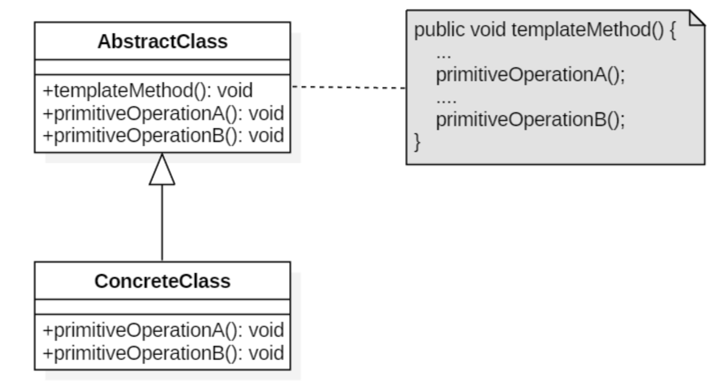 AbstractClass
+templateMethod(): void
+primitiveOperationA(): void
+primitiveOperationB(): void
public void templateMethod() {
...
primitiveOperationA();
....
primitiveOperationB();
}
ConcreteClass
+primitiveOperationA(): void
+primitiveOperationB(): void